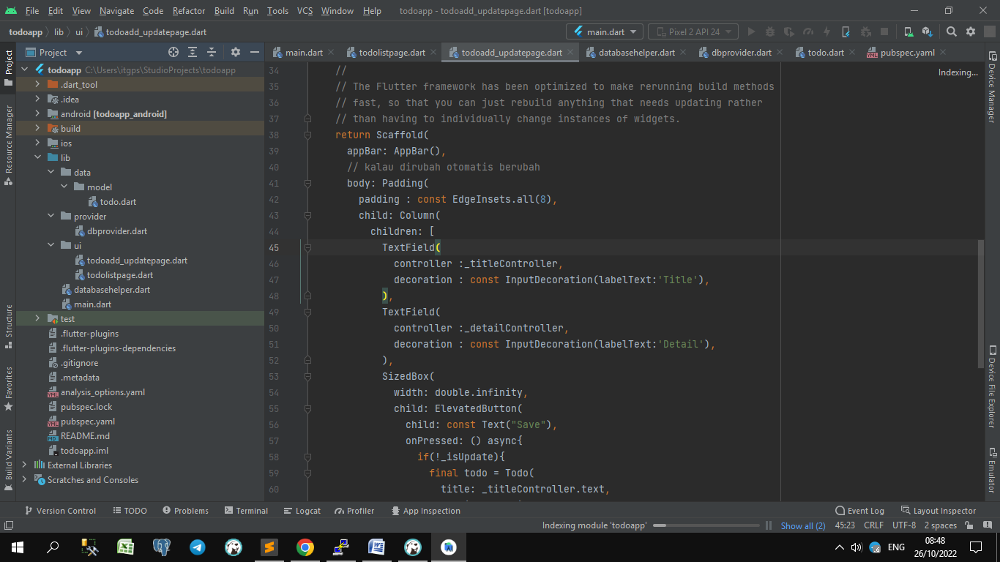 File Edit View Navigate Code Refactor Build Run Tools VCS Window Help todoapp - todoadd_updatepage.dart [todoapp]
todoapp lib ui todoadd_updatepage.dart main.dart Pixel 2 API 24
Project main.dart todolistpage.dart todoadd_updatepage.dart databasehelper.dart dbprovider.dart todo.dart pubspec.yaml
Project
Resource Manager
Structure
Favorites
Build Variants
todoapp C:\Users\itgps\StudioProjects\todoapp
.dart_tool
.idea
android [todoapp_android]
build
ios
lib
data
model
todo.dart
provider
dbprovider.dart
ui
todoadd_updatepage.dart
todolistpage.dart
databasehelper.dart
main.dart
test
.flutter-plugins
.flutter-plugins-dependencies
.gitignore
.metadata
analysis_options.yaml
pubspec.lock
pubspec.yaml
README.md
todoapp.iml
External Libraries
Scratches and Consoles
Indexing...
34 //
35 // The Flutter framework has been optimized to make rerunning build methods
36 // fast, so that you can just rebuild anything that needs updating rather
37 // than having to individually change instances of widgets.
38 return Scaffold(
39 appBar: AppBar(),
40 // kalau dirubah otomatis berubah
41 body: Padding(
42 padding : const EdgeInsets.all(8),
43 child: Column(
44 children: [
45 TextField(
46 controller :_titleController,
47 decoration : const InputDecoration(labelText:'Title'),
48 ),
49 TextField(
50 controller :_detailController,
51 decoration : const InputDecoration(labelText:'Detail'),
52 ),
53 SizedBox(
54 width: double.infinity,
55 child: ElevatedButton(
56 child: const Text("Save"),
57 onPressed: () async{
58 if(!_isUpdate){
59 final todo = Todo(
60 title: _titleController.text,
Device Manager
Device File Explorer
Emulator
Version Control TODO Problems Terminal Logcat Profiler App Inspection Event Log Layout Inspector
Indexing module 'todoapp' Show all (2) 45:23 CRLF UTF-8 2 spaces
ENG
08:48
26/10/2022